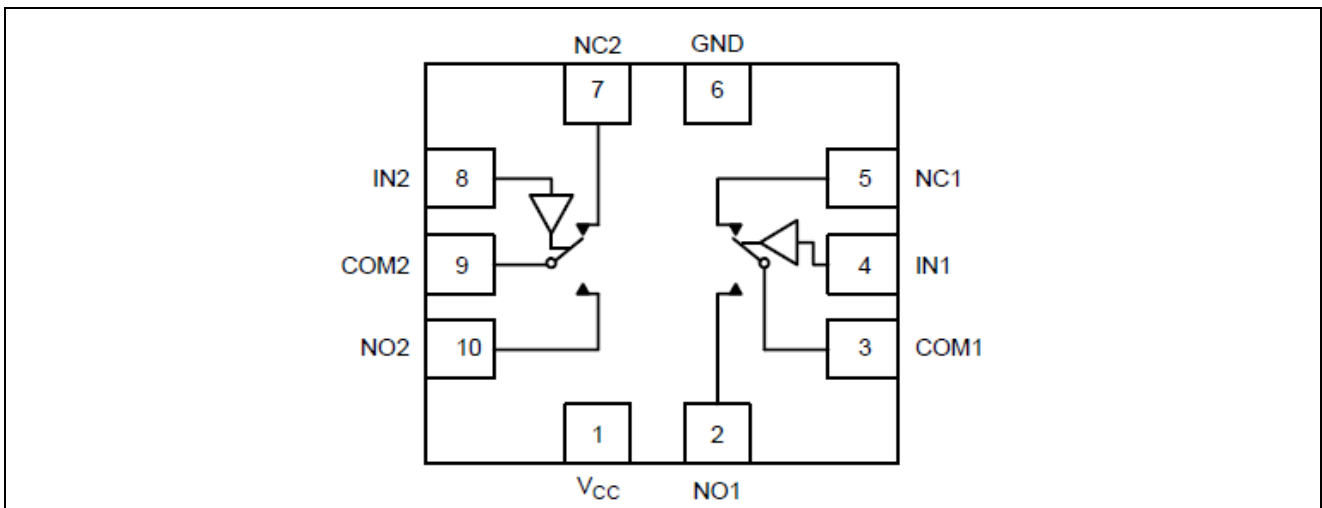 NC2 GND
7 6
IN2 8 5 NC1
COM2 9 4 IN1
NO2 10 3 COM1
1 2
VCC NO1